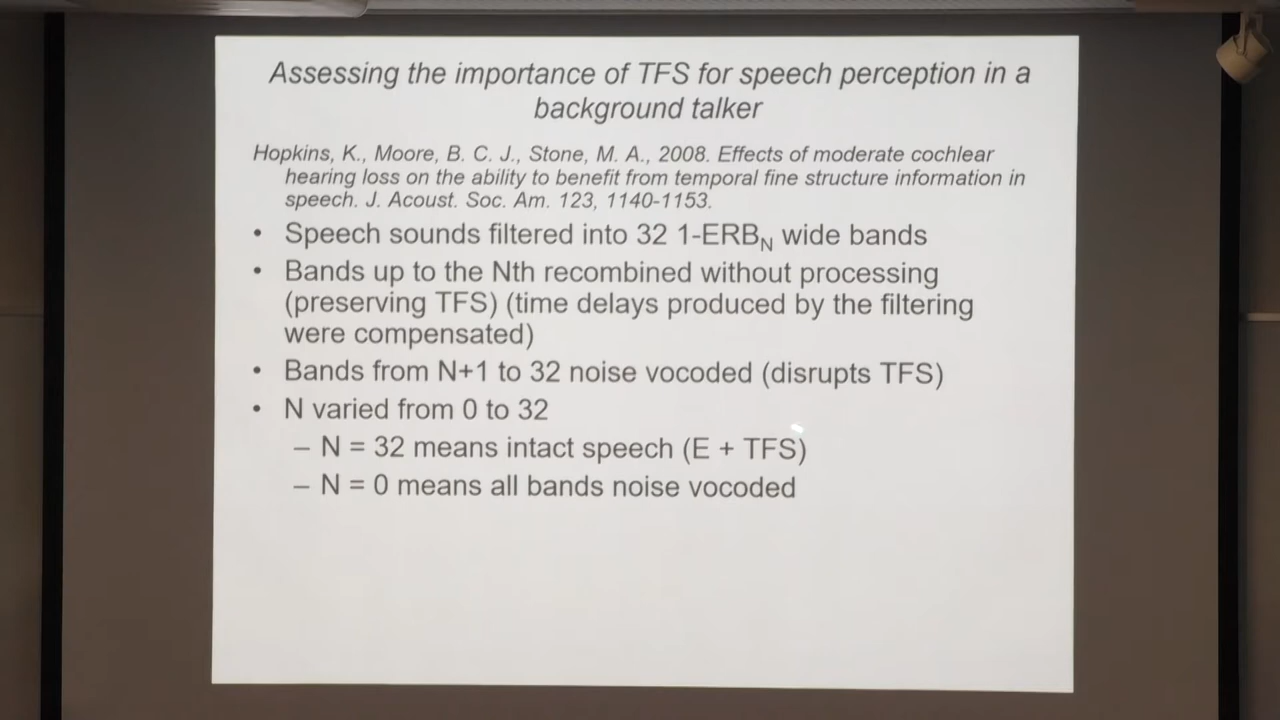 Assessing the importance of TFS for speech perception in a
background talker
Hopkins, K., Moore, B. C. J., Stone, M. A., 2008. Effects of moderate cochlear
hearing loss on the ability to benefit from temporal fine structure information in
speech. J. Acoust. Soc. Am. 123, 1140-1153.
• Speech sounds filtered into 32 1-ERBN wide bands
• Bands up to the Nth recombined without processing
(preserving TFS) (time delays produced by the filtering
were compensated)
• Bands from N+1 to 32 noise vocoded (disrupts TFS)
• N varied from 0 to 32
– N = 32 means intact speech (E + TFS)
– N = 0 means all bands noise vocoded